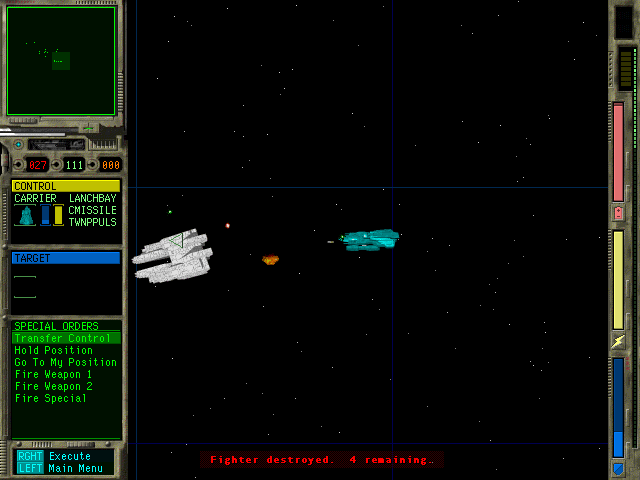 027 111 000
CONTROL
CARRIER LANCHBAY
CMISSILE
TWNPPULS
TARGET
SPECIAL ORDERS
Transfer Control
Hold Position
Go To My Position
Fire Weapon 1
Fire Weapon 2
Fire Special
RGHT Execute
LEFT Main Menu
Fighter destroyed. 4 remaining.